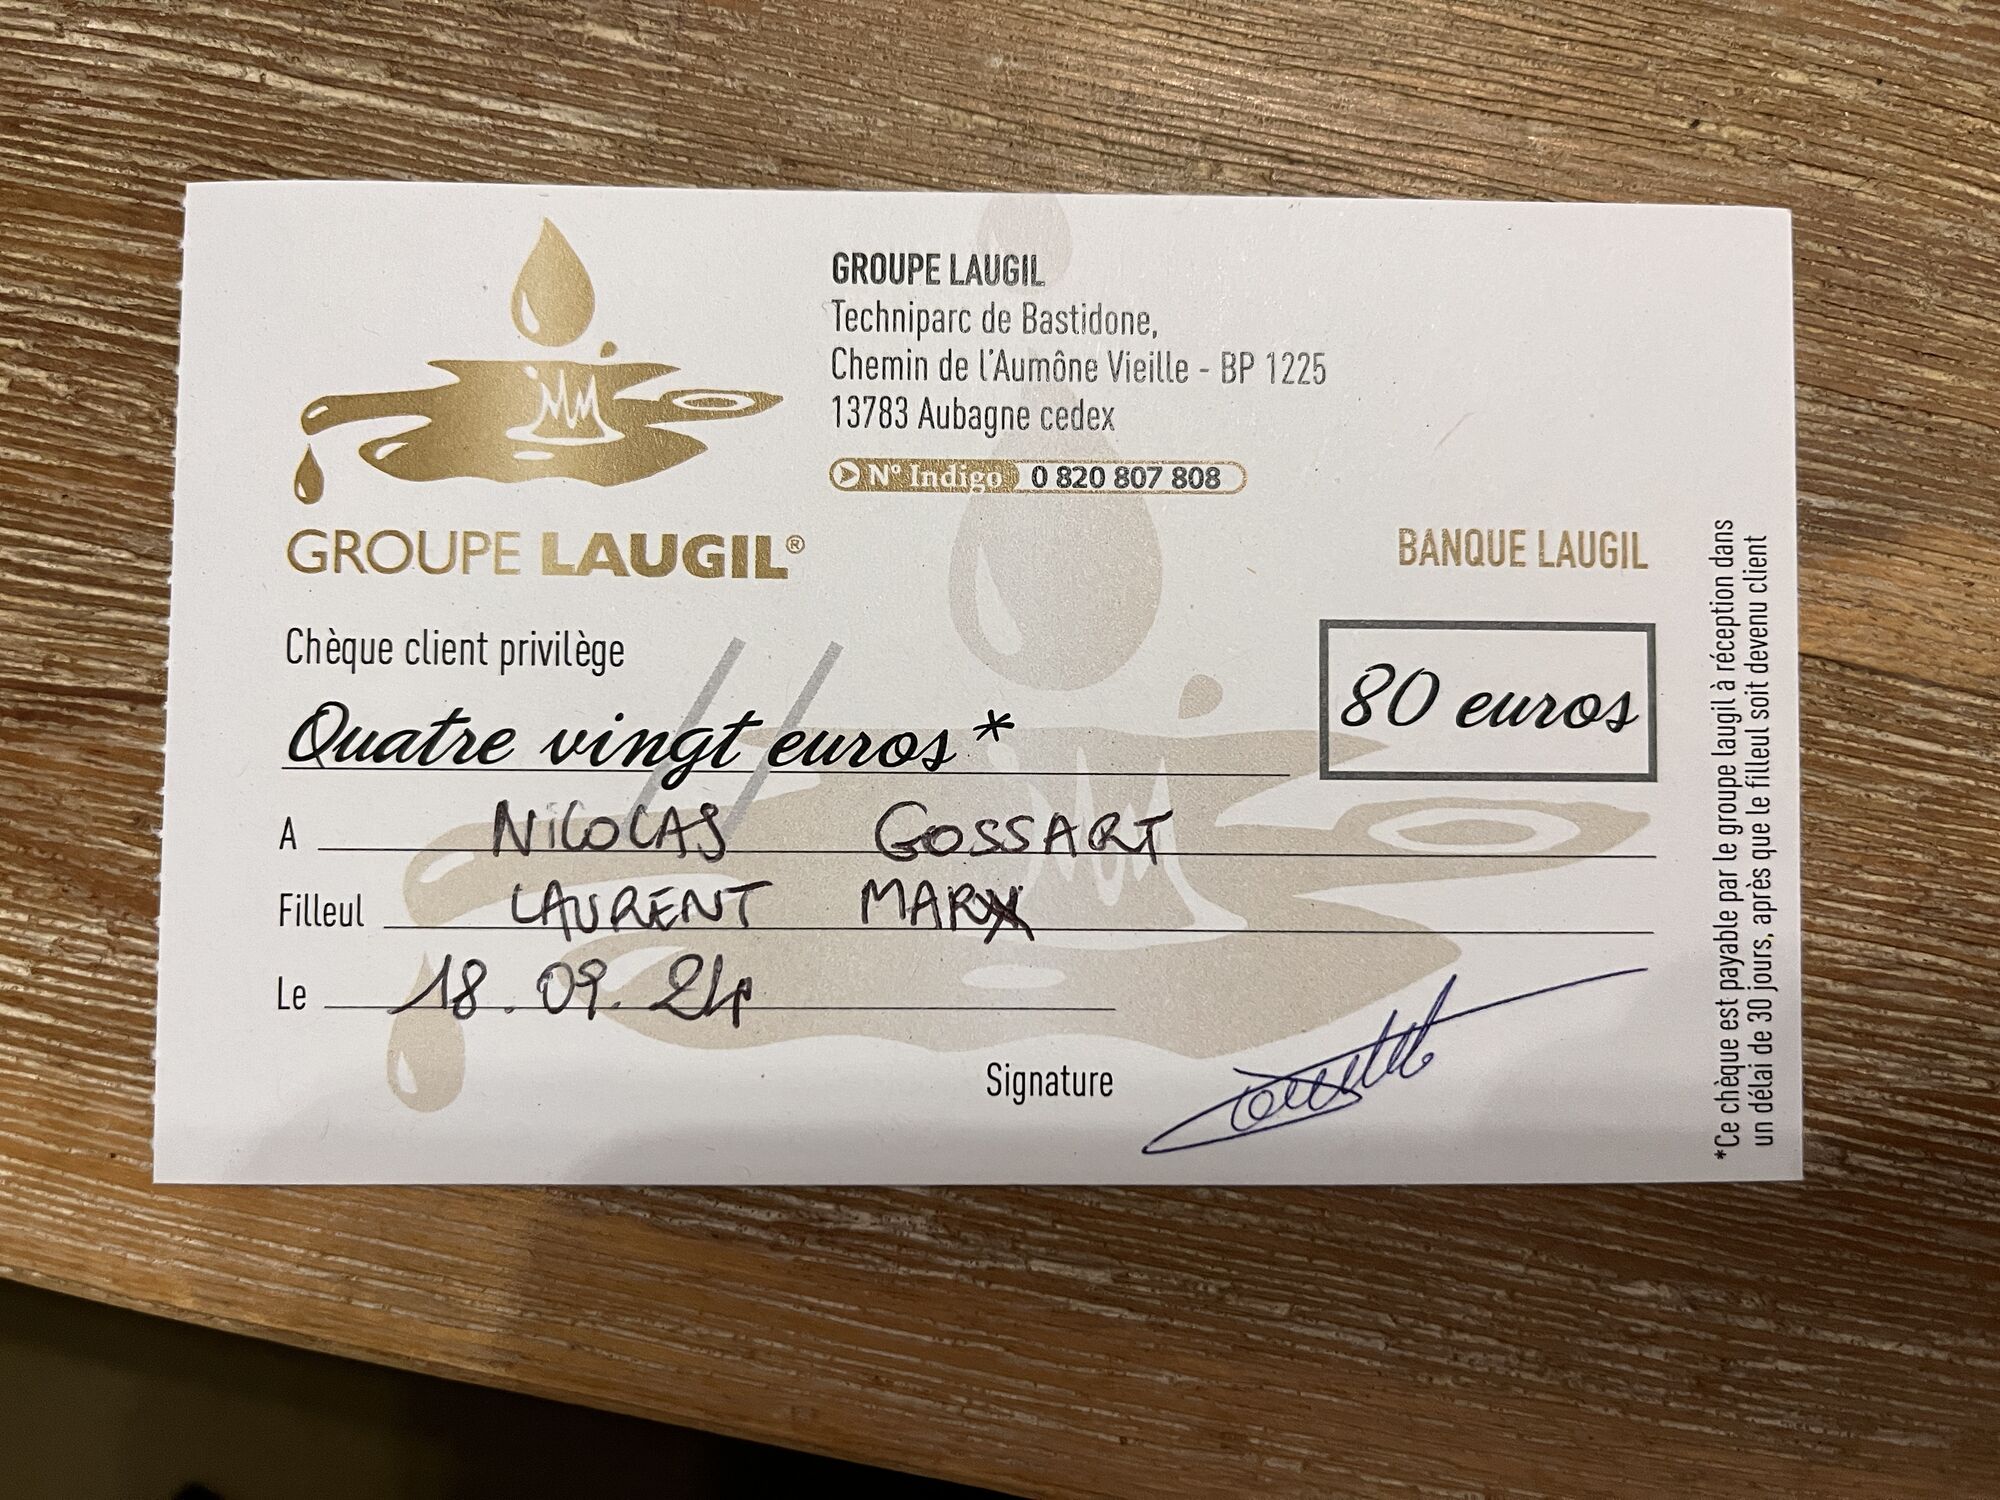 GROUPE LAUGIL
Techniparc de Bastidone,
Chemin de l'Aumône Vieille - BP 1225
13783 Aubagne cedex
N° Indigo 0 820 807 808
GROUPE LAUGIL®
BANQUE LAUGIL
Chèque client privilège
Quatre vingt euros*
80 euros
A NICOLAS GOSSART
Filleul LAURENT MARX
Le 18.09.24
Signature
*Ce chèque est payable par le groupe laugil à réception dans
un délai de 30 jours, après que le filleul soit devenu client